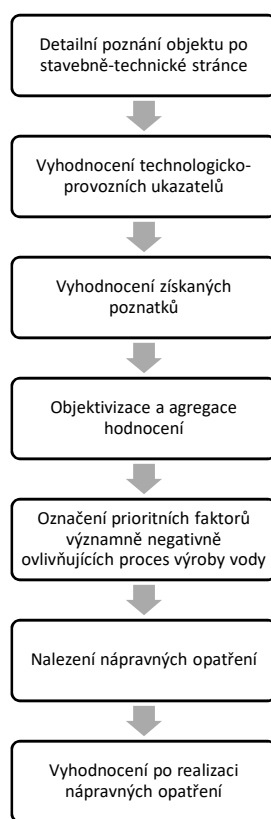 Detailní poznání objektu po
stavebně-technické stránce
Vyhodnocení technologicko-
provozních ukazatelů
Vyhodnocení získaných
poznatků
Objektivizace a agregace
hodnocení
Označení prioritních faktorů
významně negativně
ovlivňujících proces výroby vody
Nalezení nápravných opatření
Vyhodnocení po realizaci
nápravných opatření